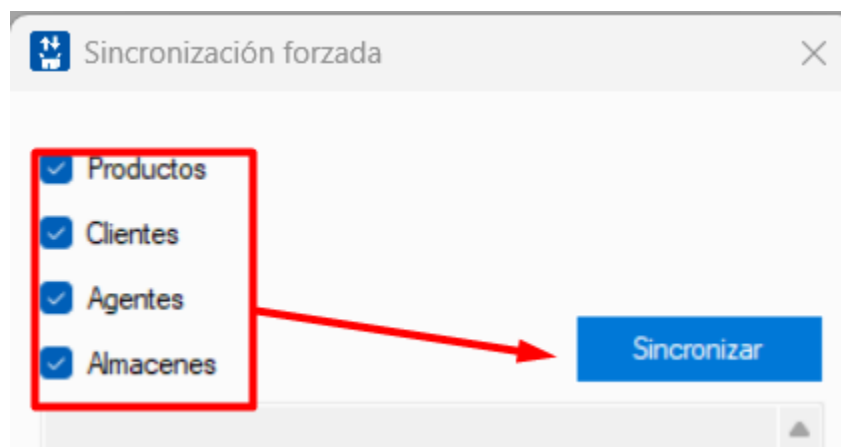 Sincronización forzada
Productos
Clientes
Agentes
Almacenes
Sincronizar